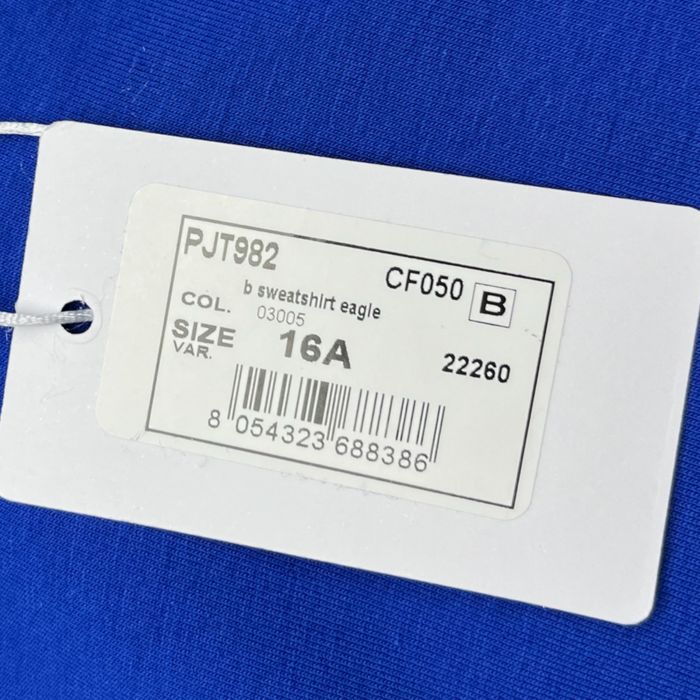 PJT982
CF050 B
b sweatshirt eagle
COL. 03005
SIZE 16A
VAR.
22260
8 054323 688386